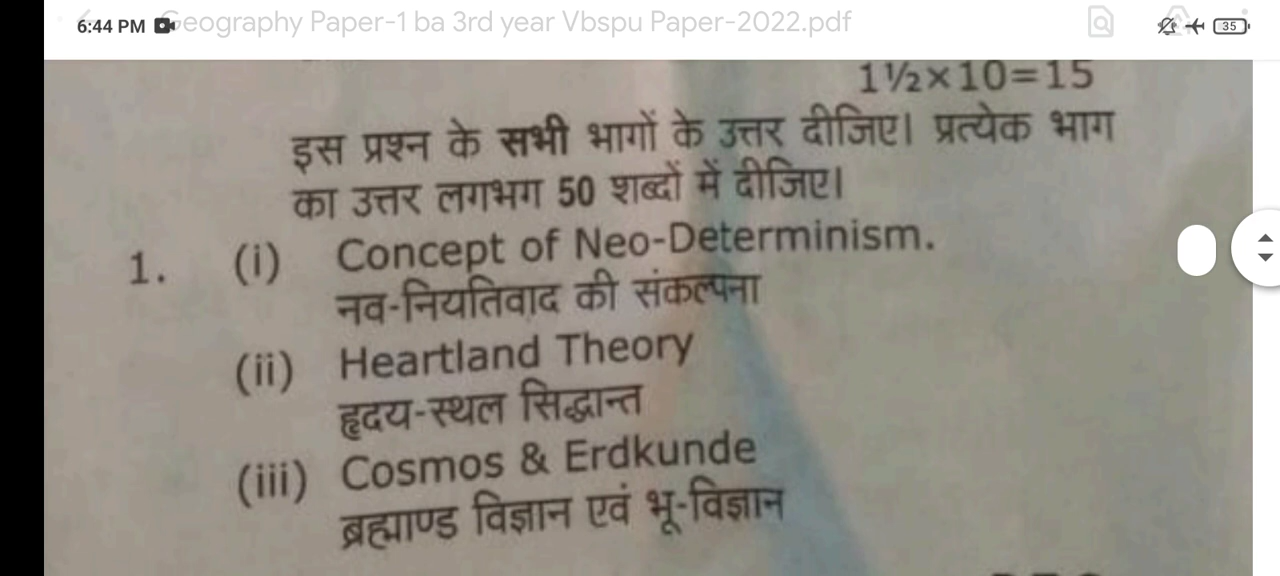 6:44 PM Geography Paper-1 ba 3rd year Vbspu Paper-2022.pdf 35
1½×10=15
इस प्रश्न के सभी भागों के उत्तर दीजिए। प्रत्येक भाग
का उत्तर लगभग 50 शब्दों में दीजिए।
1. (i) Concept of Neo-Determinism.
नव-नियतिवाद की संकल्पना
(ii) Heartland Theory
हृदय-स्थल सिद्धान्त
(iii) Cosmos & Erdkunde
ब्रह्माण्ड विज्ञान एवं भू-विज्ञान